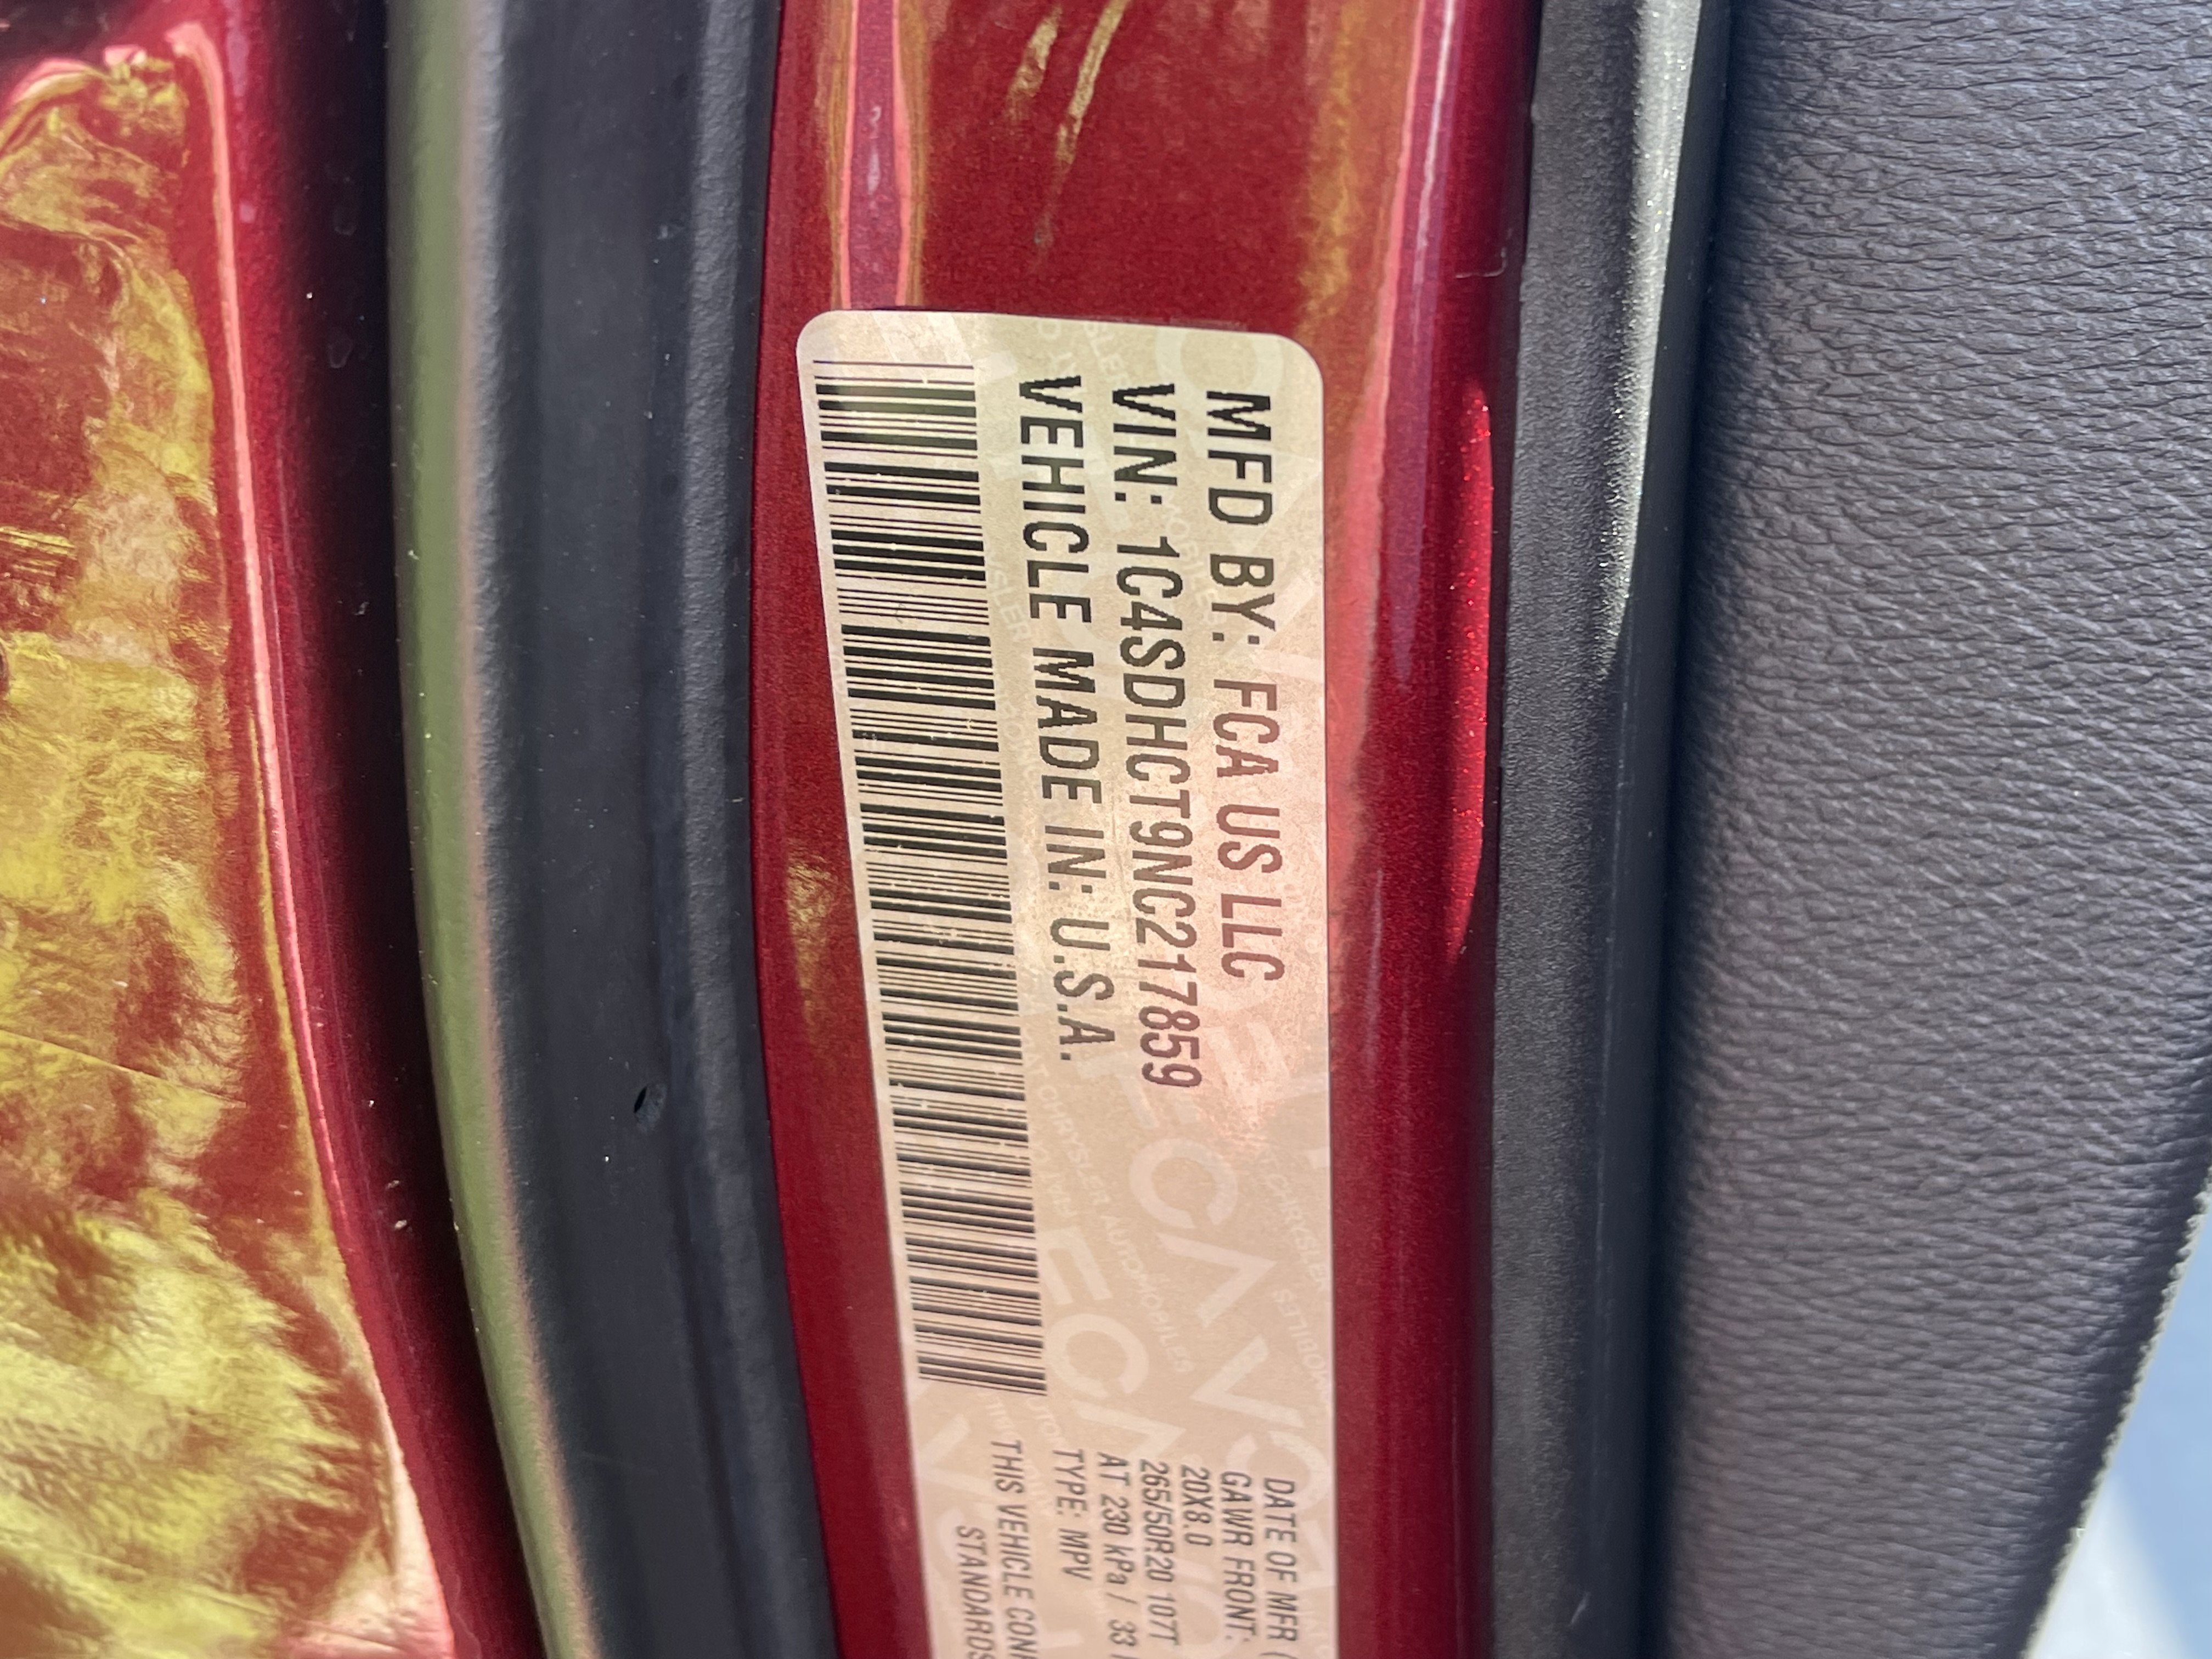 MFD BY: FCA US LLC
VIN: 1C4SDHCT9NC217859
VEHICLE MADE IN: U.S.A.
DATE OF MFR
GAWR FRONT:
20X8.0
265/50R20 107T
AT 230 kPa / 33
TYPE: MPV
THIS VEHICLE
STANDARDS